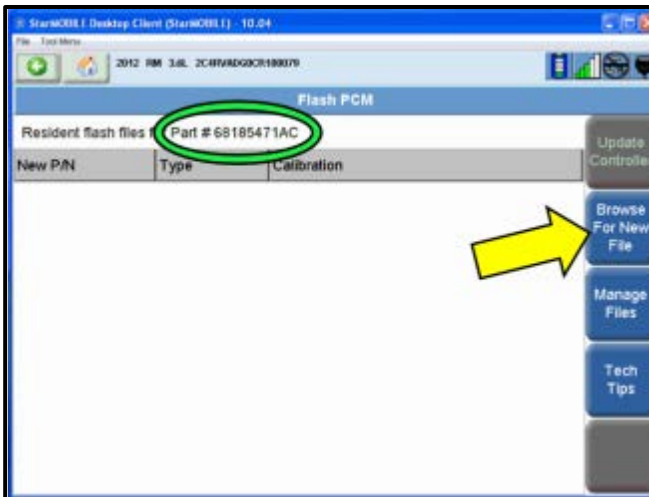 StarMOBILE Desktop Client (StarMOBILE) - 10.04
File Tool Menu
2012 RM 3.6L
Flash PCM
Resident flash files f Part # 68185471AC
New P/N Type Calibration
Update Controller
Browse For New File
Manage Files
Tech Tips